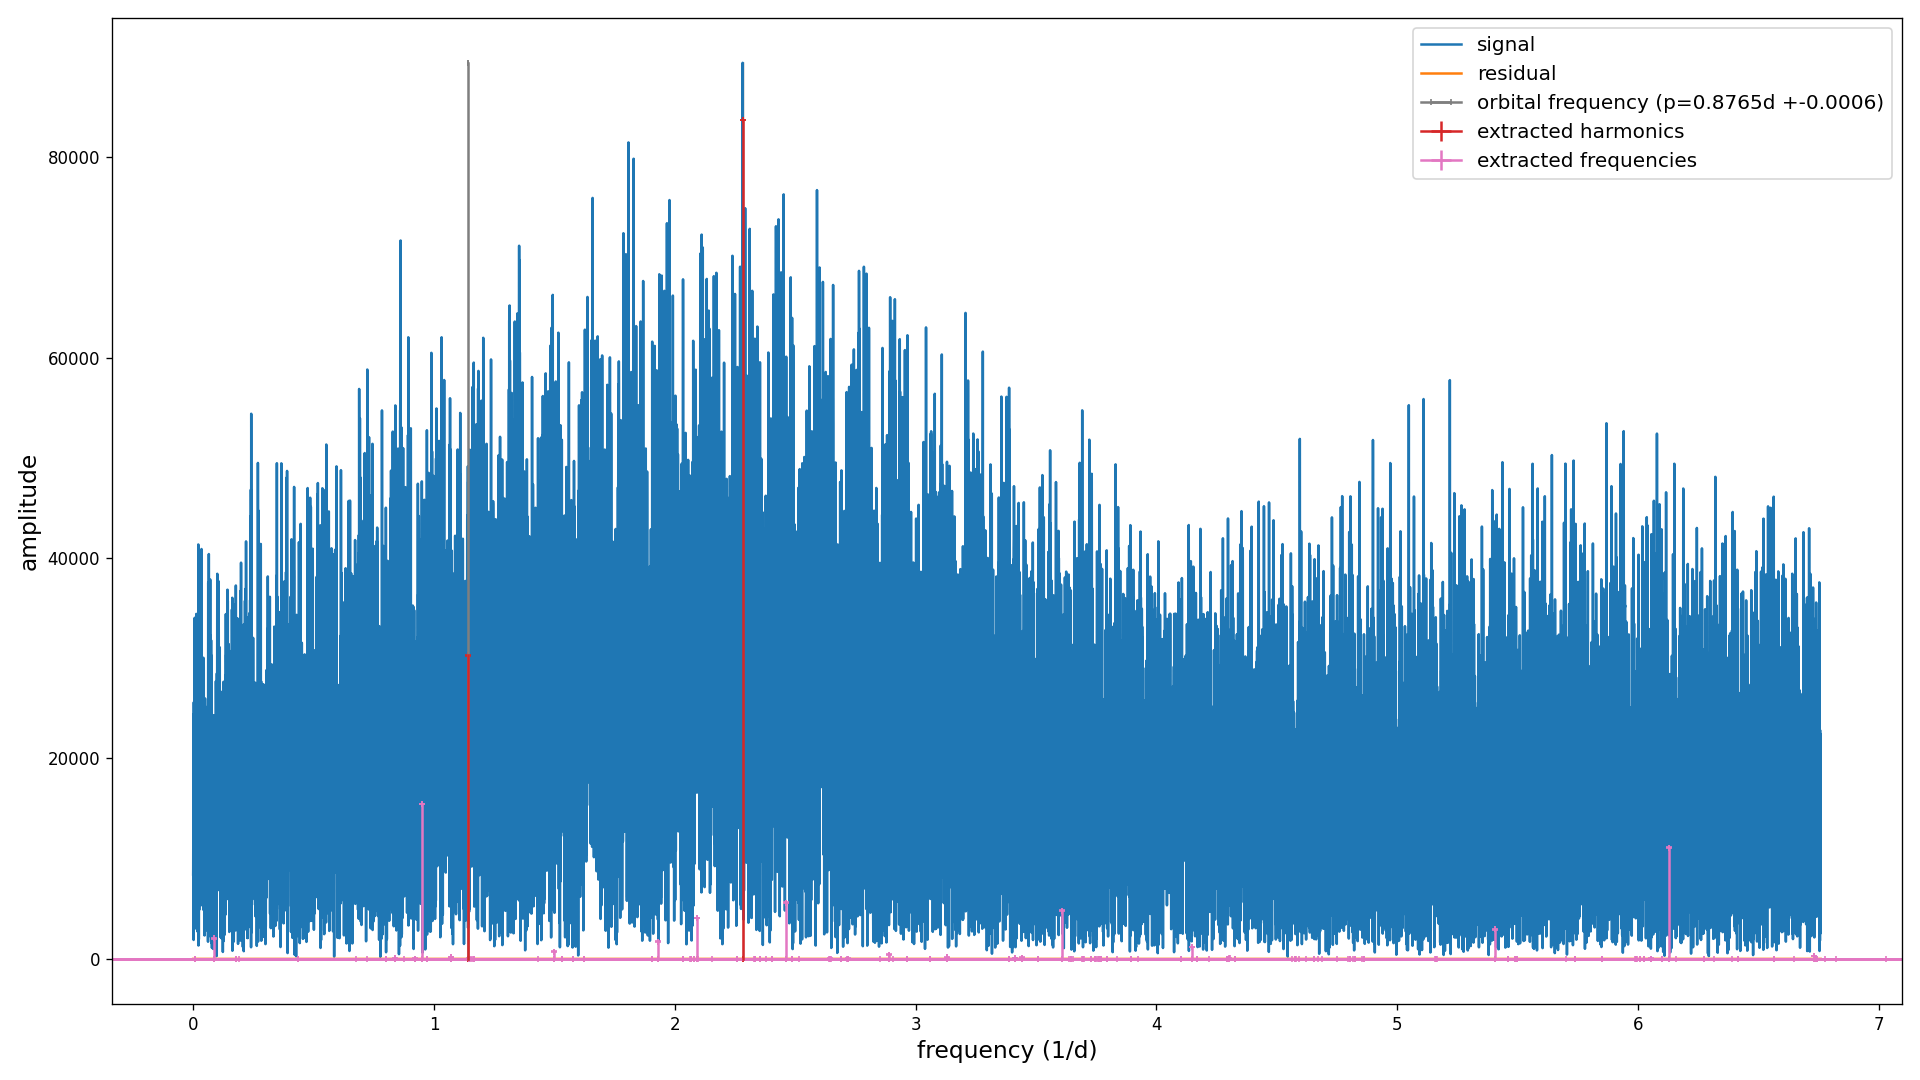 signal
residual
orbital frequency (p=0.8765d +-0.0006)
extracted harmonics
extracted frequencies
80000
60000
40000
20000
0
amplitude
0 1 2 3 4 5 6 7
frequency (1/d)